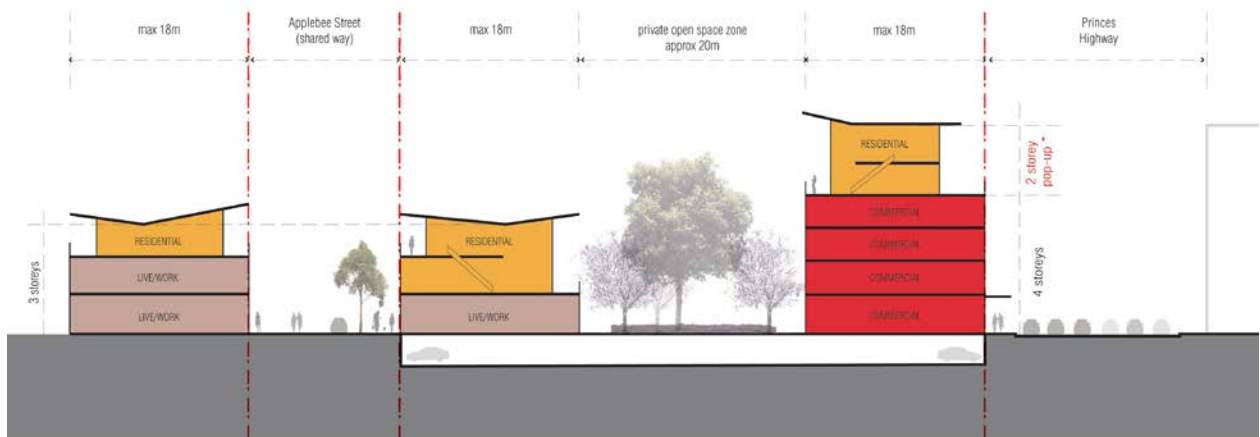 max 18m
Applebee Street
(shared way)
max 18m
private open space zone
approx 20m
max 18m
Princes
Highway
RESIDENTIAL
2 storey
pop-up *
COMMERCIAL
COMMERCIAL
COMMERCIAL
COMMERCIAL
4 storeys
3 storeys
RESIDENTIAL
LIVE/WORK
LIVE/WORK
RESIDENTIAL
LIVE/WORK